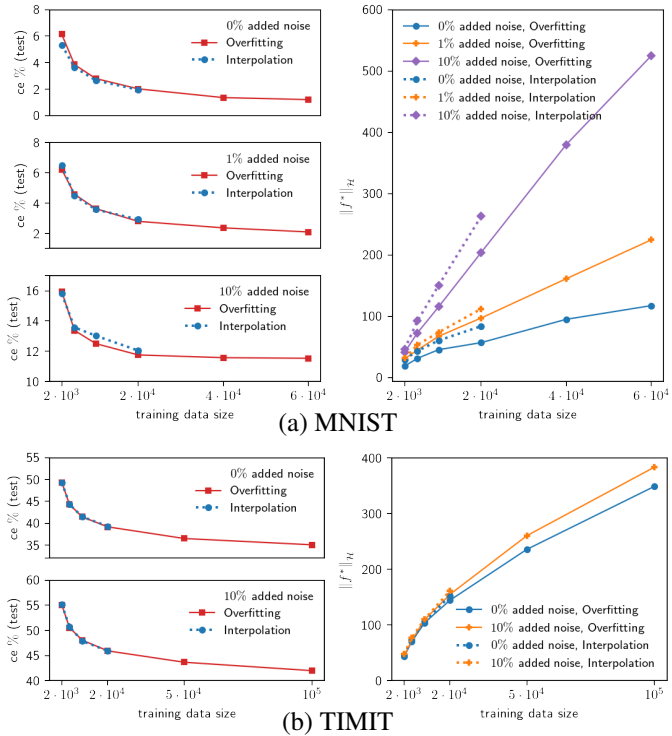 8
6
4
2
0
ce % (test)
0% added noise
Overfitting
Interpolation
8
6
4
2
ce % (test)
1% added noise
Overfitting
Interpolation
16
14
12
10
ce % (test)
10% added noise
Overfitting
Interpolation
2 · 10³ 2 · 10⁴ 4 · 10⁴ 6 · 10⁴
training data size
600
500
400
300
200
100
0
||f*||_ℋ
0% added noise, Overfitting
1% added noise, Overfitting
10% added noise, Overfitting
0% added noise, Interpolation
1% added noise, Interpolation
10% added noise, Interpolation
2 · 10³ 2 · 10⁴ 4 · 10⁴ 6 · 10⁴
training data size
(a) MNIST
55
50
45
40
35
ce % (test)
0% added noise
Overfitting
Interpolation
60
55
50
45
40
ce % (test)
10% added noise
Overfitting
Interpolation
2 · 10³ 2 · 10⁴ 5 · 10⁴ 10⁵
training data size
400
300
200
100
0
||f*||_ℋ
0% added noise, Overfitting
10% added noise, Overfitting
0% added noise, Interpolation
10% added noise, Interpolation
2 · 10³ 2 · 10⁴ 5 · 10⁴ 10⁵
training data size
(b) TIMIT